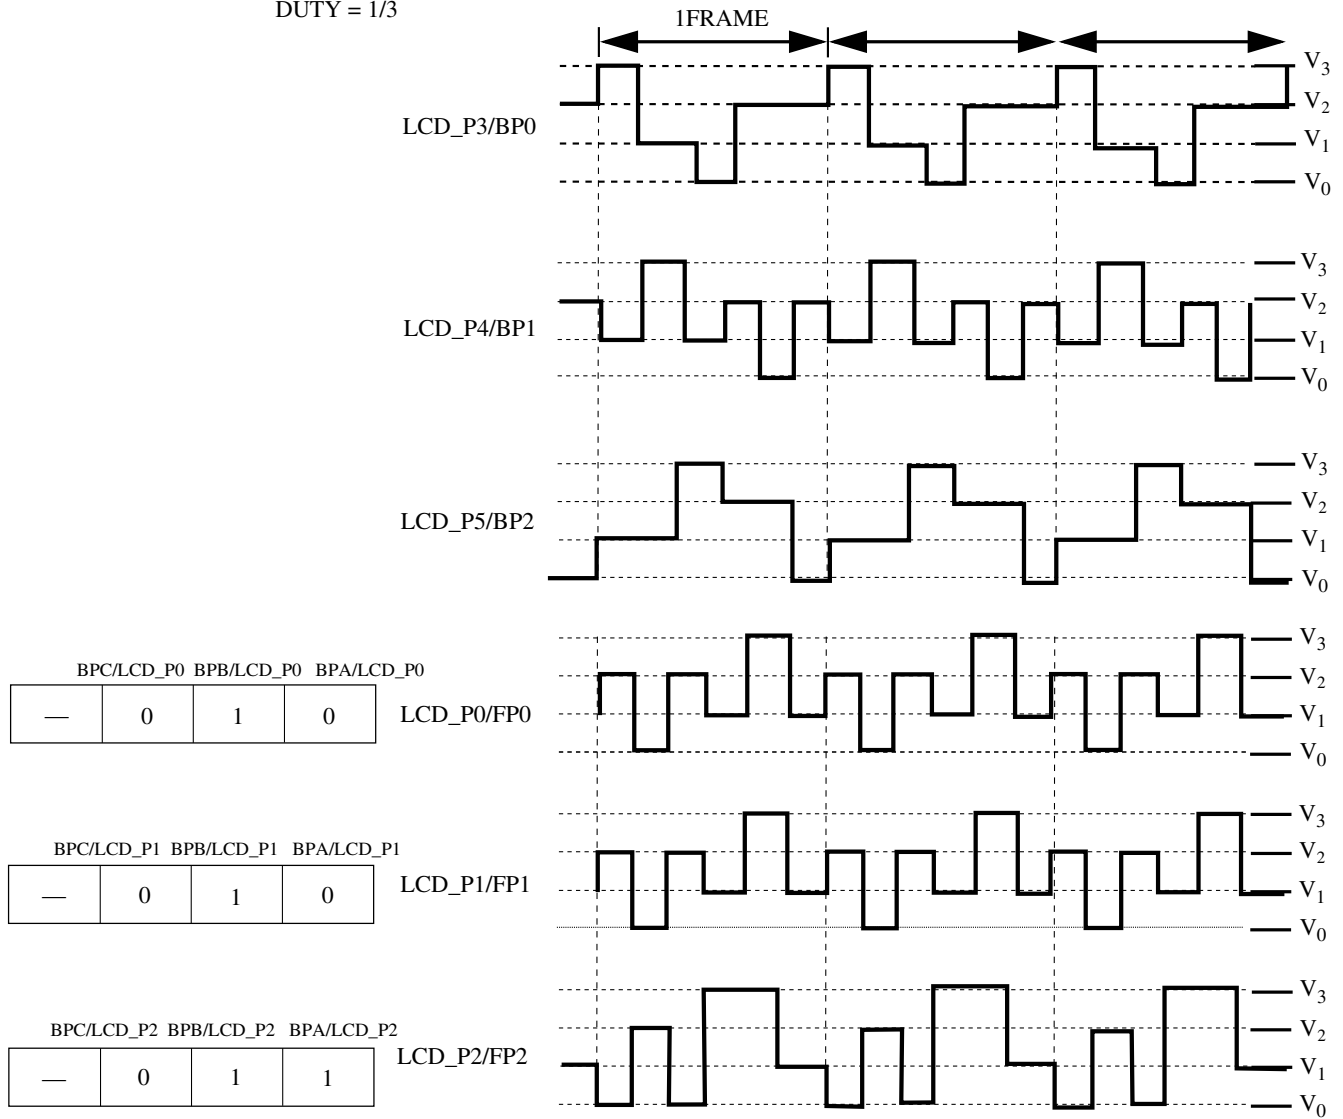 DUTY = 1/3
1FRAME
LCD_P3/BP0
V3
V2
V1
V0
LCD_P4/BP1
V3
V2
V1
V0
LCD_P5/BP2
V3
V2
V1
V0
BPC/LCD_P0 BPB/LCD_P0 BPA/LCD_P0
— 0 1 0
LCD_P0/FP0
V3
V2
V1
V0
BPC/LCD_P1 BPB/LCD_P1 BPA/LCD_P1
— 0 1 0
LCD_P1/FP1
V3
V2
V1
V0
BPC/LCD_P2 BPB/LCD_P2 BPA/LCD_P2
— 0 1 1
LCD_P2/FP2
V3
V2
V1
V0